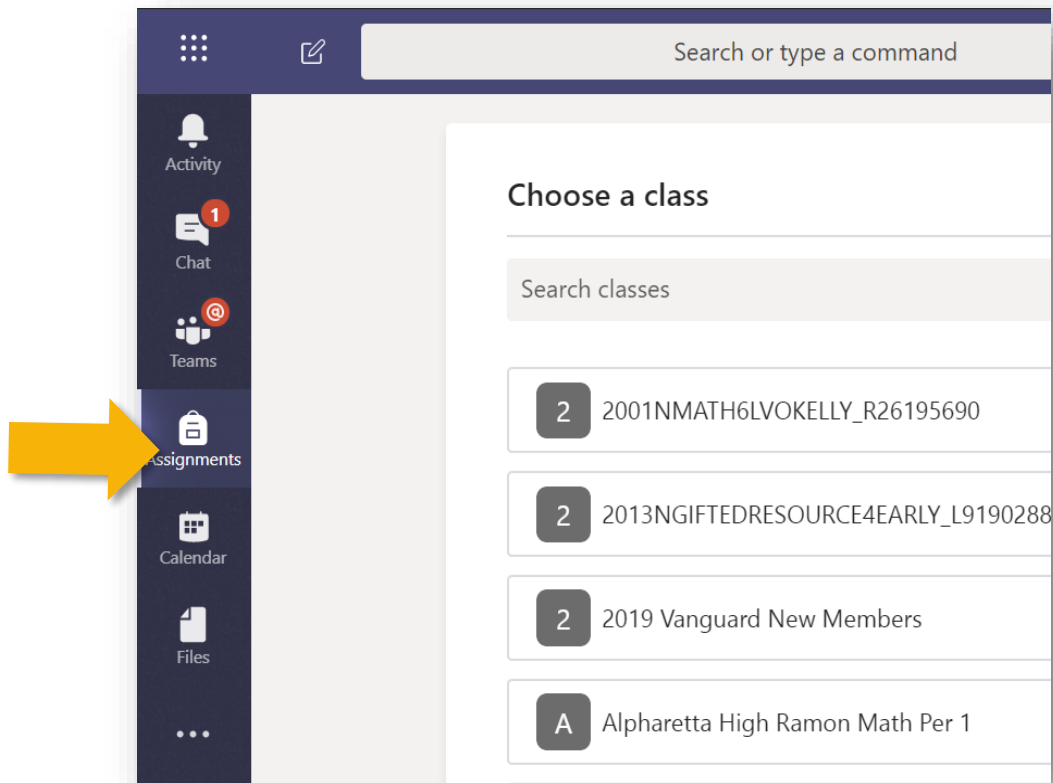 Search or type a command
Activity
1
Chat
@
Teams
Assignments
Calendar
Files
Choose a class
Search classes
2 2001NMATH6LVOKELLY_R26195690
2 2013NGIFTEDRESOURCE4EARLY_L9190288
2 2019 Vanguard New Members
A Alpharetta High Ramon Math Per 1